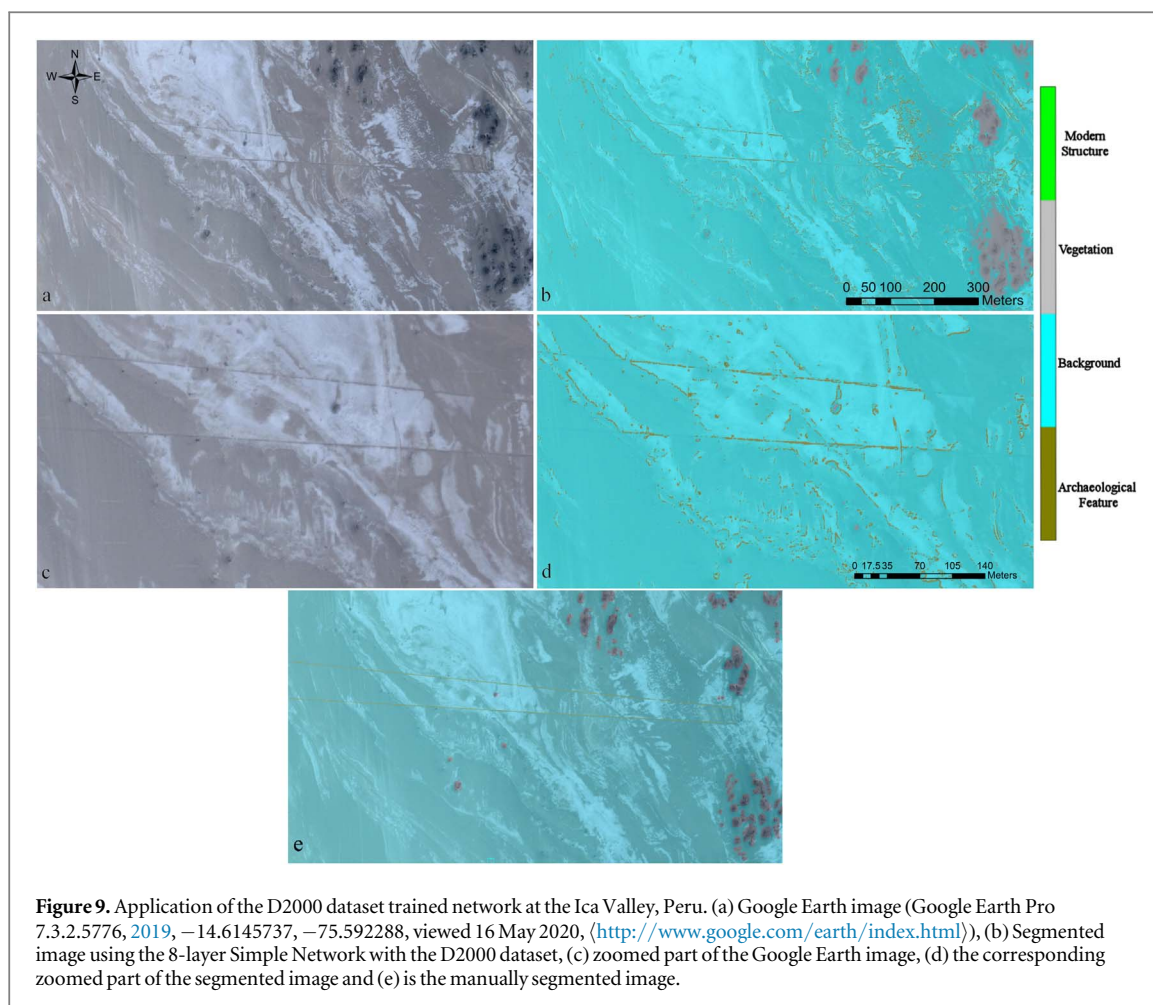 N
W E
S
a
b
0 50 100 200 300
Meters
c
d
0 17.5 35 70 105 140
Meters
e
Modern
Structure
Vegetation
Background
Archaeological
Feature
Figure 9. Application of the D2000 dataset trained network at the Ica Valley, Peru. (a) Google Earth image (Google Earth Pro
7.3.2.5776, 2019, −14.6145737, −75.592288, viewed 16 May 2020, ⟨http://www.google.com/earth/index.html⟩), (b) Segmented
image using the 8-layer Simple Network with the D2000 dataset, (c) zoomed part of the Google Earth image, (d) the corresponding
zoomed part of the segmented image and (e) is the manually segmented image.